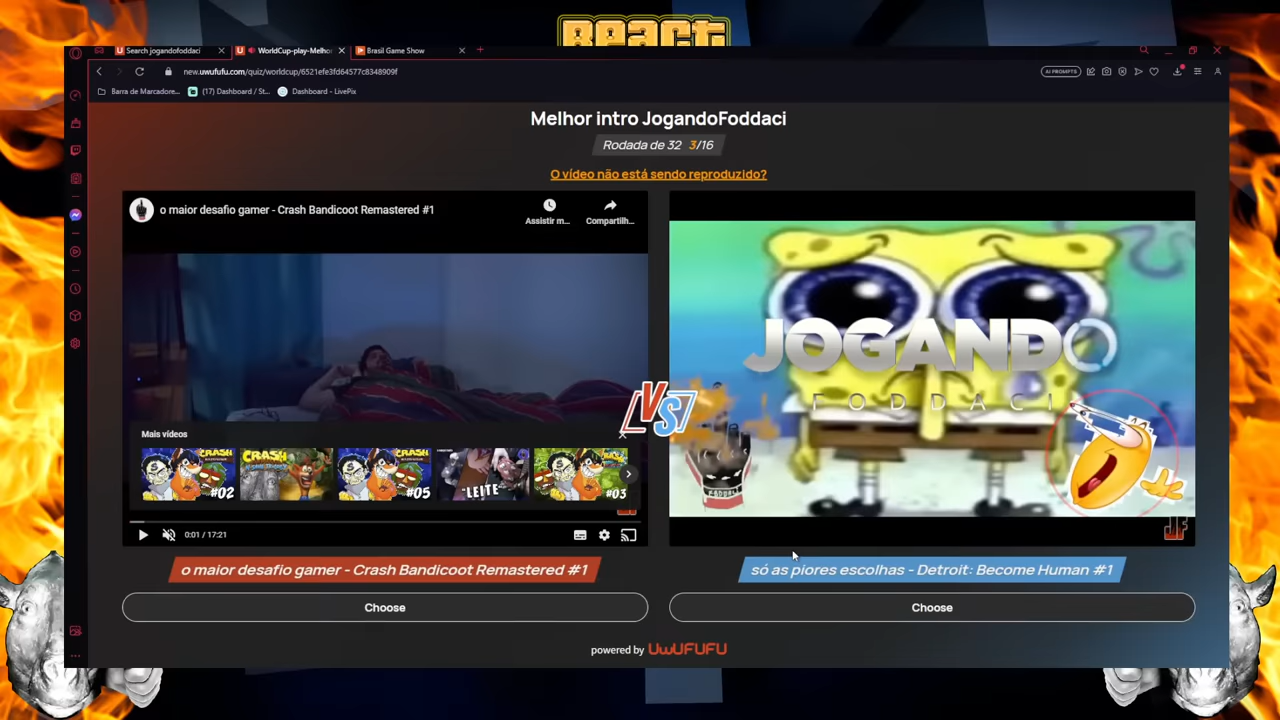 REACT
Search jogandofoddaci
WorldCup-play-Melho
Brasil Game Show
new.uwufufu.com/quiz/worldcup/6521efe3fd64577c8348909f
AI PROMPTS
Barra de Marcadore...
(17) Dashboard / St...
Dashboard - LivePix
Melhor intro JogandoFoddaci
Rodada de 32 3/16
O vídeo não está sendo reproduzido?
o maior desafio gamer - Crash Bandicoot Remastered #1
Assistir m...
Compartilh...
Mais vídeos
#02
#05
"LEITE"
#03
0:01 / 17:21
VS
JOGANDO
FODDACI
JF
o maior desafio gamer - Crash Bandicoot Remastered #1
só as piores escolhas - Detroit: Become Human #1
Choose
Choose
powered by UwUFUFU